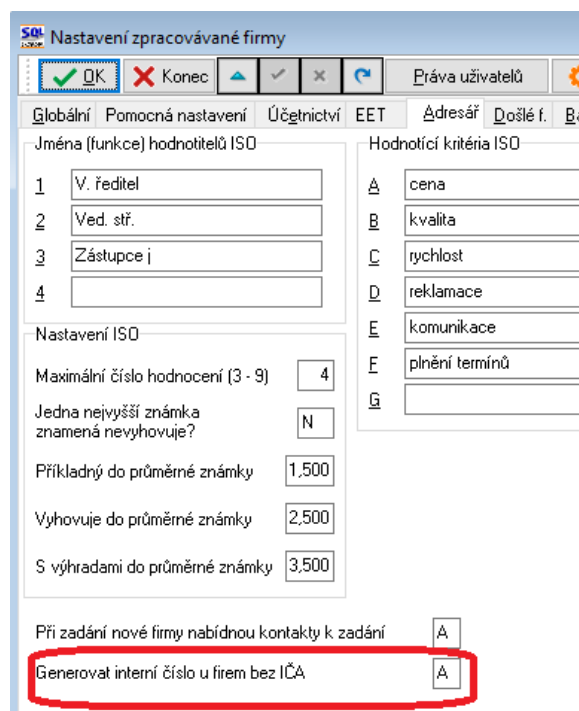 SQL
Nastavení zpracovávané firmy
OK Konec Práva uživatelů
Globální Pomocná nastavení Účetnictví EET Adresář Došlé f.
Jména (funkce) hodnotitelů ISO
1 V. ředitel
2 Ved. stř.
3 Zástupce j
4
Hodnotící kritéria ISO
A cena
B kvalita
C rychlost
D reklamace
E komunikace
F plnění termínů
G
Nastavení ISO
Maximální číslo hodnocení (3 - 9) 4
Jedna nejvyšší známka
znamená nevyhovuje? N
Příkladný do průměrné známky 1,500
Vyhovuje do průměrné známky 2,500
S výhradami do průměrné známky 3,500
Při zadání nové firmy nabídnou kontakty k zadání A
Generovat interní číslo u firem bez IČA A